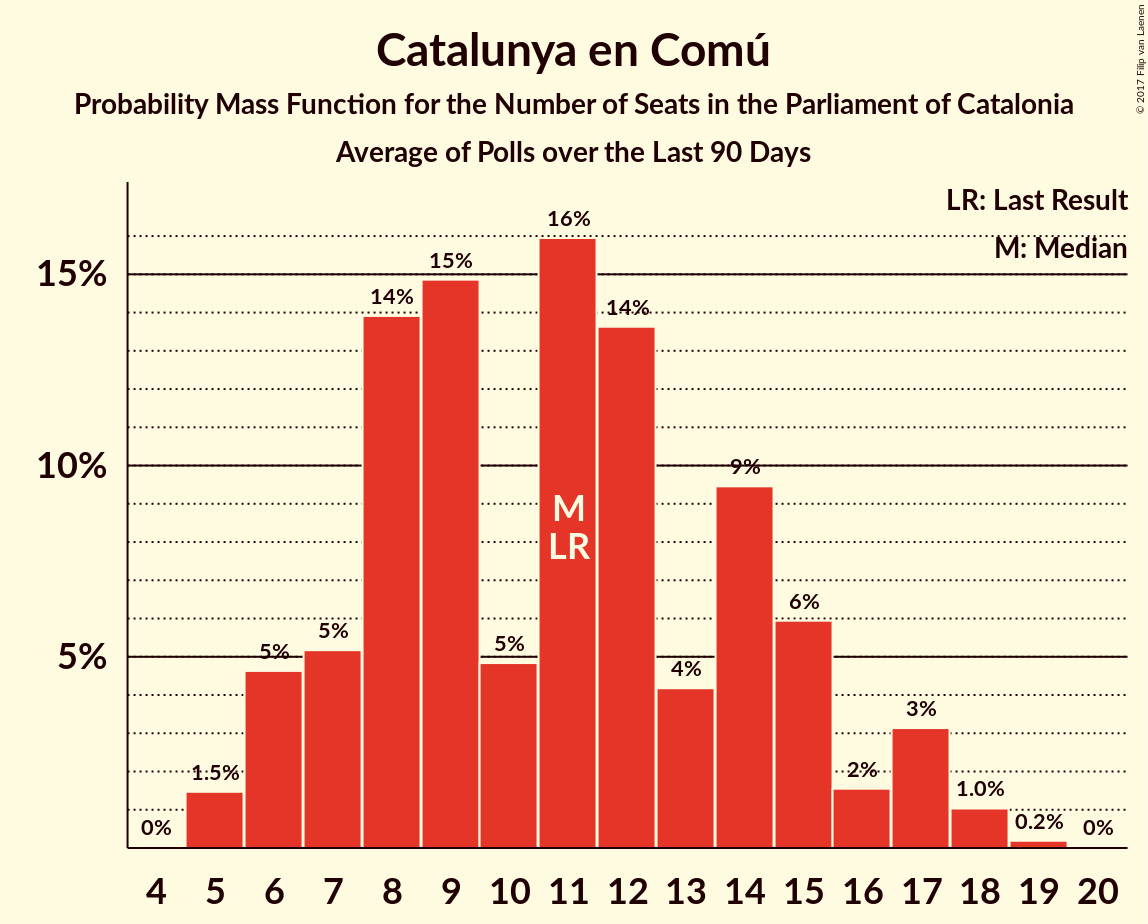 Catalunya en Comú
Probability Mass Function for the Number of Seats in the Parliament of Catalonia
Average of Polls over the Last 90 Days
© 2017 Filip van Laenen
LR: Last Result
M: Median
15%
10%
5%
0%
1.5%
5%
5%
14%
15%
5%
16%
14%
4%
9%
6%
2%
3%
1.0%
0.2%
0%
M
LR
4 5 6 7 8 9 10 11 12 13 14 15 16 17 18 19 20